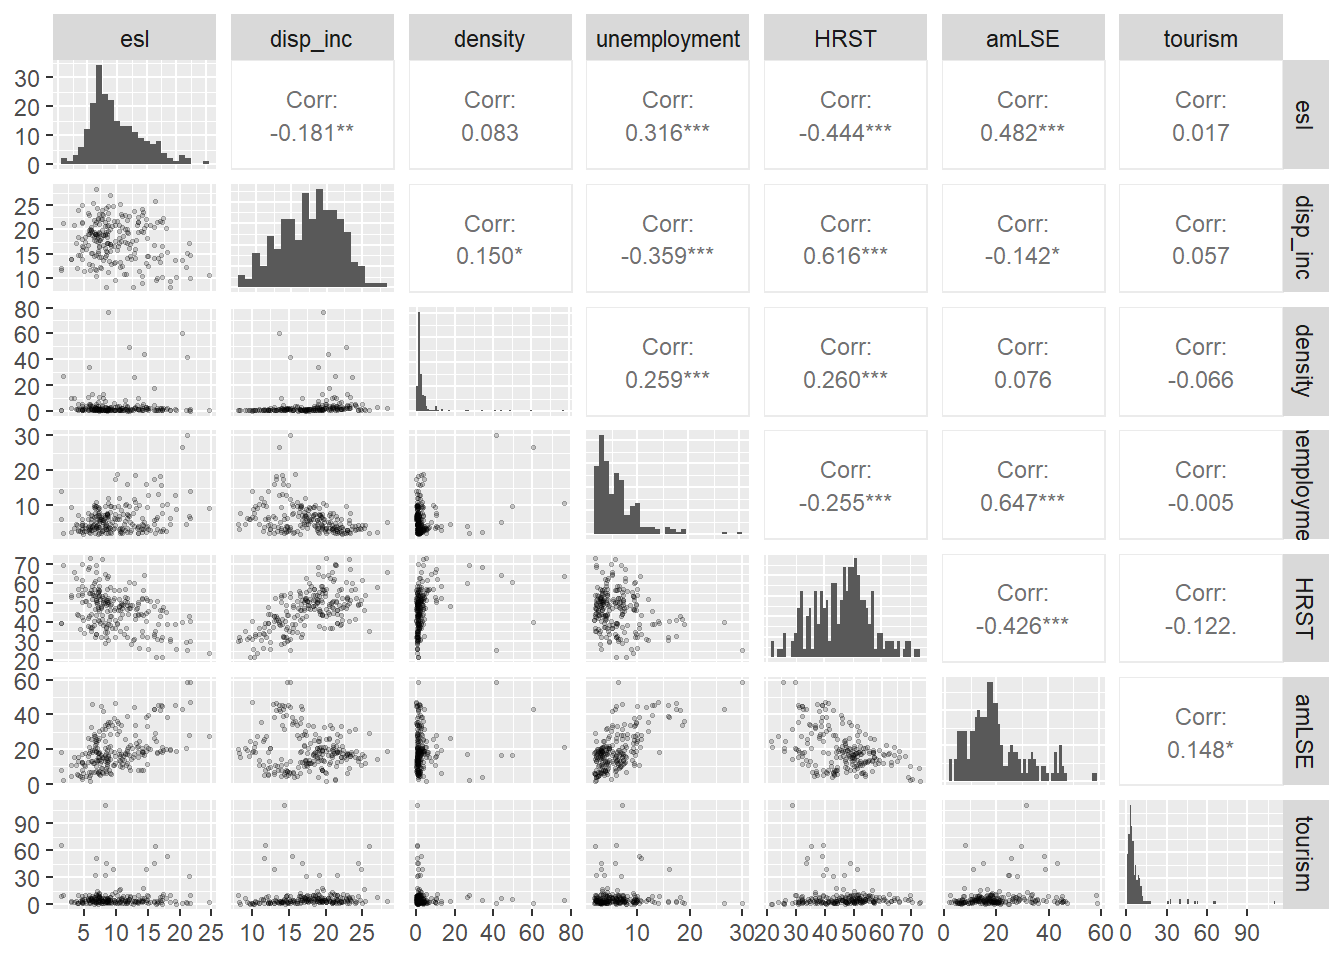 esl disp_inc density unemployment HRST amLSE tourism
30
20
10
0
Corr:
-0.181**
Corr:
0.083
Corr:
0.316***
Corr:
-0.444***
Corr:
0.482***
Corr:
0.017
esl
25
20
15
10
Corr:
0.150*
Corr:
-0.359***
Corr:
0.616***
Corr:
-0.142*
Corr:
0.057
disp_inc
80
60
40
20
0
Corr:
0.259***
Corr:
0.260***
Corr:
0.076
Corr:
-0.066
density
30
20
10
Corr:
-0.255***
Corr:
0.647***
Corr:
-0.005
nemployme
70
60
50
40
30
20
Corr:
-0.426***
Corr:
-0.122.
HRST
60
40
20
0
Corr:
0.148*
amLSE
90
60
30
0
tourism
5 10 15 20 25 10 15 20 25 0 20 40 60 80 10 20 30 20 30 40 50 60 70 0 20 40 60 0 30 60 90